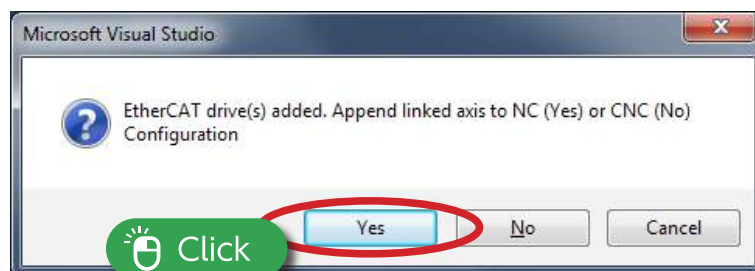 Microsoft Visual Studio
EtherCAT drive(s) added. Append linked axis to NC (Yes) or CNC (No)
Configuration
Yes
No
Cancel
Click